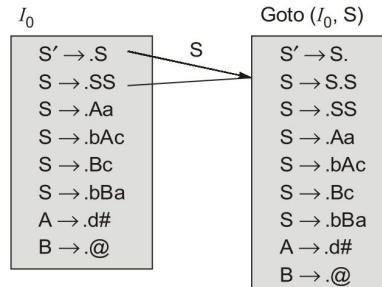 I₀
S′ → .S
S → .SS
S → .Aa
S → .bAc
S → .Bc
S → .bBa
A → .d#
B → .@
S
Goto (I₀, S)
S′ → S.
S → S.S
S → .SS
S → .Aa
S → .bAc
S → .Bc
S → .bBa
A → .d#
B → .@